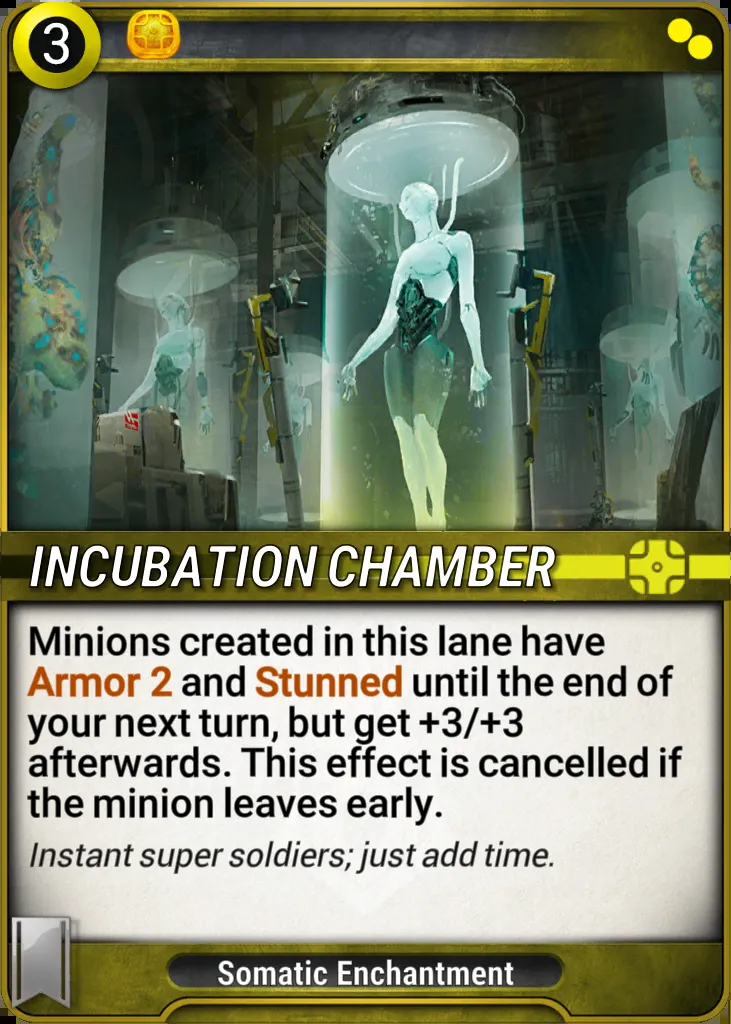 3
INCUBATION CHAMBER
Minions created in this lane have
Armor 2 and Stunned until the end of
your next turn, but get +3/+3
afterwards. This effect is cancelled if
the minion leaves early.
Instant super soldiers; just add time.
Somatic Enchantment